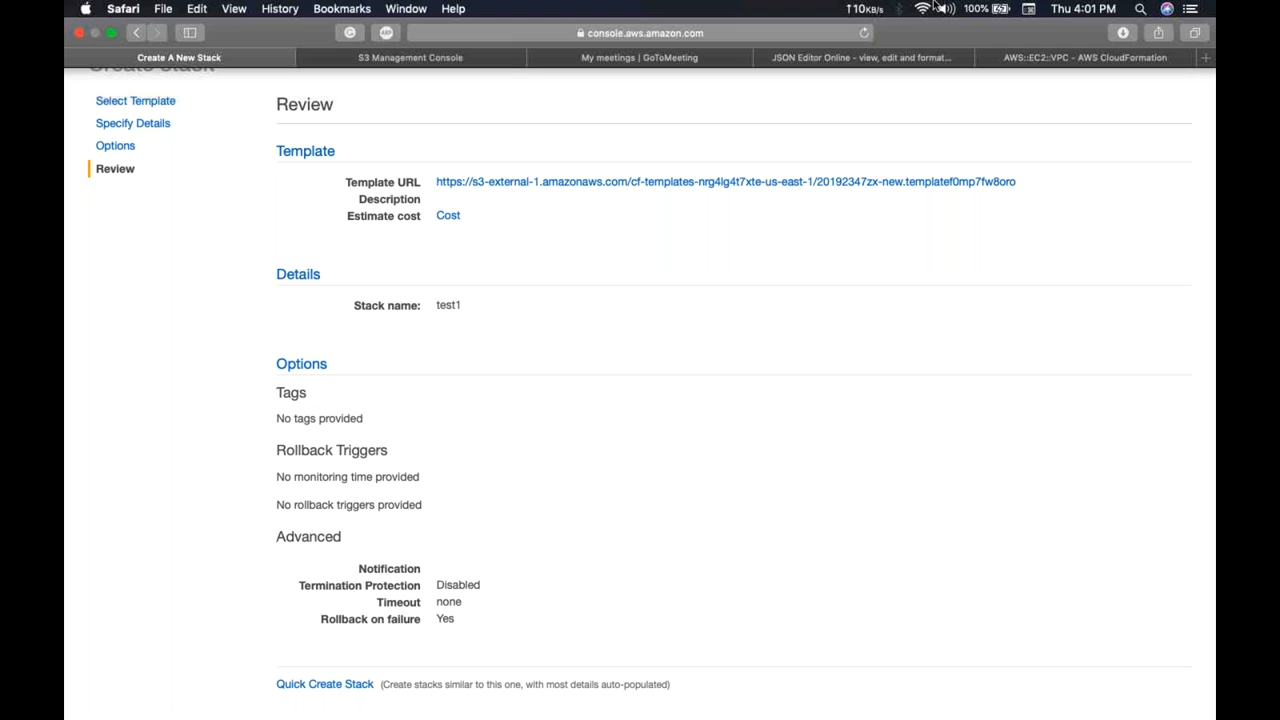 Safari File Edit View History Bookmarks Window Help
↑10KB/s 100% Thu 4:01 PM
console.aws.amazon.com
Create A New Stack
S3 Management Console
My meetings | GoToMeeting
JSON Editor Online - view, edit and format...
AWS::EC2::VPC - AWS CloudFormation
Create Stack
Select Template
Specify Details
Options
Review
Review
Template
Template URL https://s3-external-1.amazonaws.com/cf-templates-nrg4lg4t7xte-us-east-1/20192347zx-new.templatef0mp7fw8oro
Description
Estimate cost Cost
Details
Stack name: test1
Options
Tags
No tags provided
Rollback Triggers
No monitoring time provided
No rollback triggers provided
Advanced
Notification
Termination Protection Disabled
Timeout none
Rollback on failure Yes
Quick Create Stack (Create stacks similar to this one, with most details auto-populated)